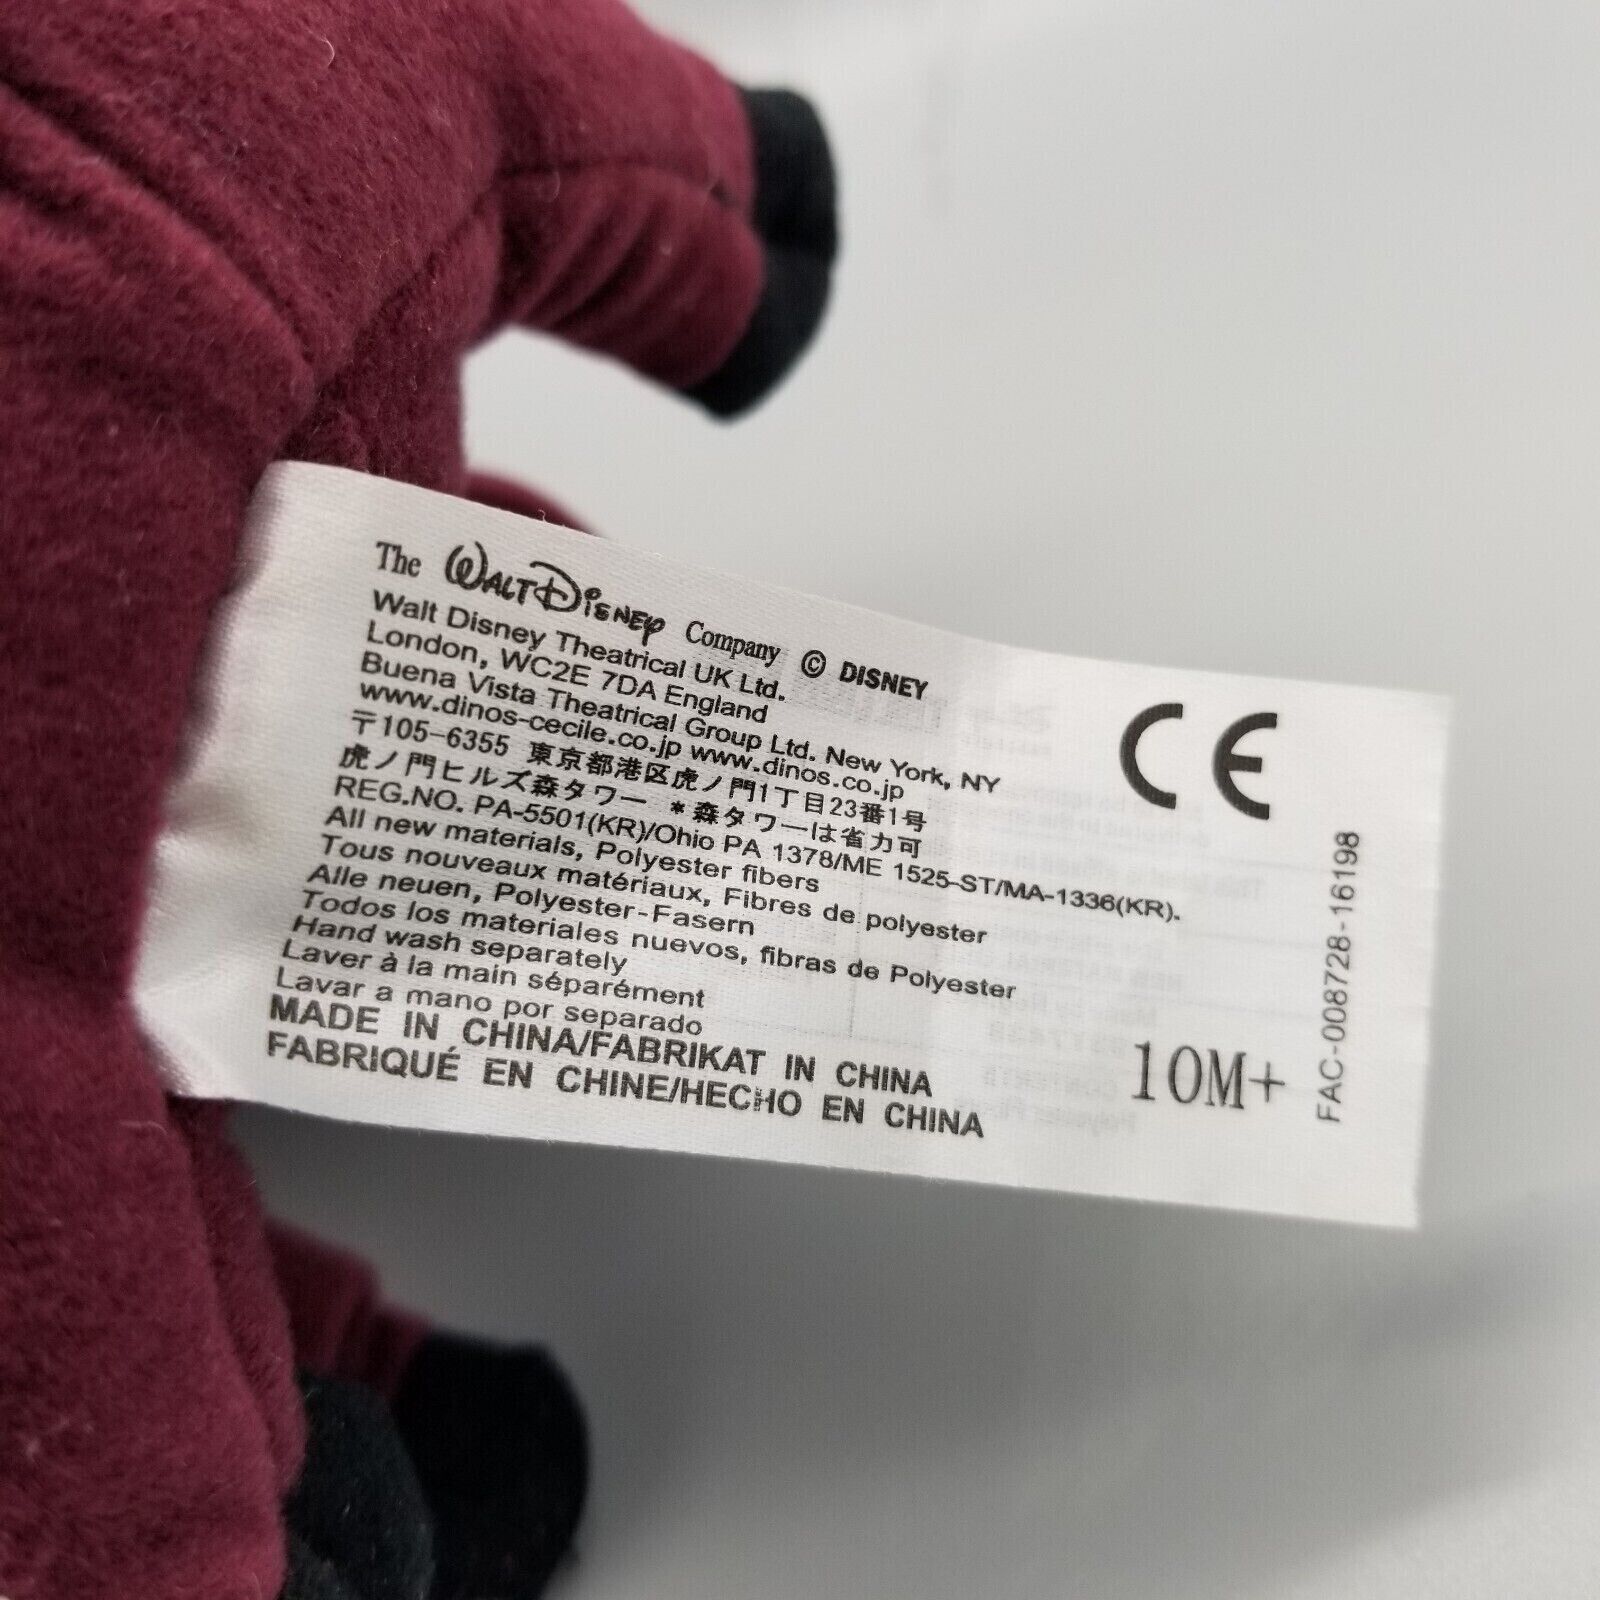 The WALT DISNEY Company © DISNEY
Walt Disney Theatrical UK Ltd.
London, WC2E 7DA England
Buena Vista Theatrical Group Ltd. New York, NY
www.dinos-cecile.co.jp www.dinos.co.jp
〒105-6355 東京都港区虎ノ門1丁目23番1号
虎ノ門ヒルズ森タワー *森タワーは省力可
REG.NO. PA-5501(KR)/Ohio PA 1378/ME 1525-ST/MA-1336(KR).
All new materials, Polyester fibers
Tous nouveaux matériaux, Fibres de polyester
Alle neuen, Polyester-Fasern
Todos los materiales nuevos, fibras de Polyester
Hand wash separately
Laver à la main séparément
Lavar a mano por separado
MADE IN CHINA/FABRIKAT IN CHINA
FABRIQUÉ EN CHINE/HECHO EN CHINA
CE
10M+
FAC-008728-16198